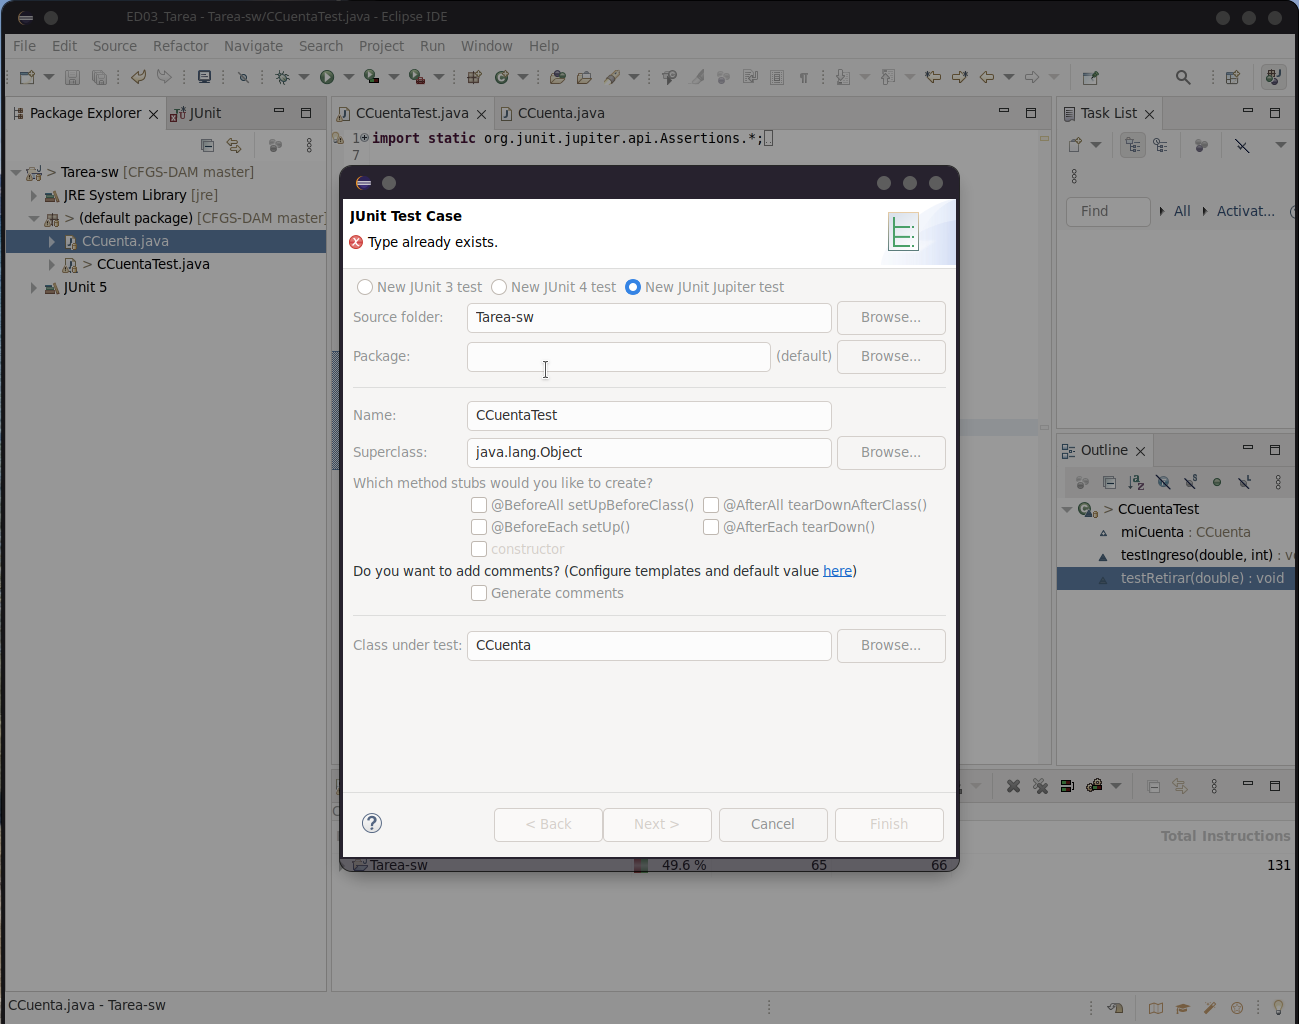 ED03_Tarea - Tarea-sw/CCuentaTest.java - Eclipse IDE
File Edit Source Refactor Navigate Search Project Run Window Help
Package Explorer JUnit
CCuentaTest.java CCuenta.java
Task List
1 import static org.junit.jupiter.api.Assertions.*;
7
> Tarea-sw [CFGS-DAM master]
JRE System Library [jre]
> (default package) [CFGS-DAM master]
CCuenta.java
> CCuentaTest.java
JUnit 5
Find All Activat...
JUnit Test Case
Type already exists.
New JUnit 3 test New JUnit 4 test New JUnit Jupiter test
Source folder: Tarea-sw Browse...
Package: (default) Browse...
Name: CCuentaTest
Superclass: java.lang.Object Browse...
Which method stubs would you like to create?
@BeforeAll setUpBeforeClass() @AfterAll tearDownAfterClass()
@BeforeEach setUp() @AfterEach tearDown()
constructor
Do you want to add comments? (Configure templates and default value here)
Generate comments
Class under test: CCuenta Browse...
? < Back Next > Cancel Finish
Outline
> CCuentaTest
miCuenta : CCuenta
testIngreso(double, int) : v
testRetirar(double) : void
Total Instructions
Tarea-sw 49.6 % 65 66 131
CCuenta.java - Tarea-sw